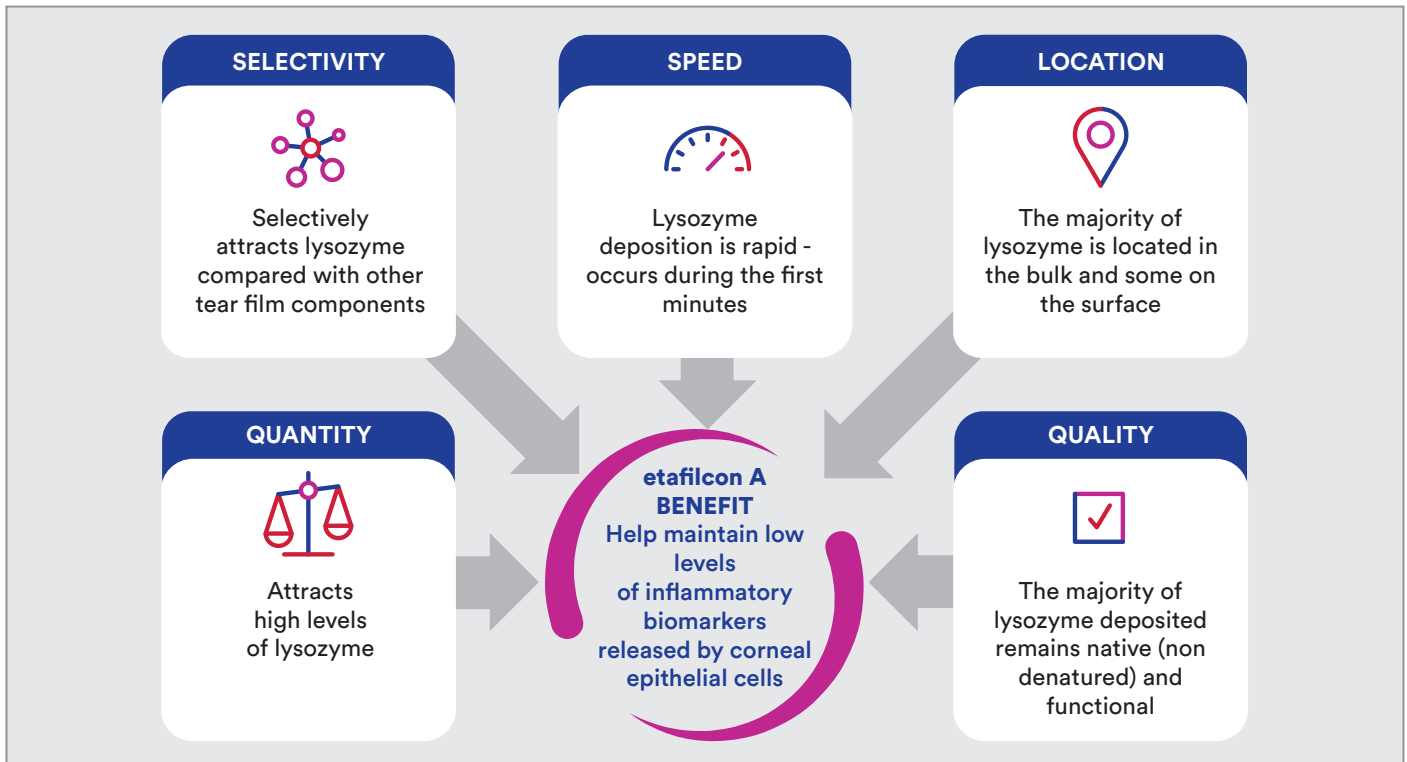 SELECTIVITY
Selectively
attracts lysozyme
compared with other
tear film components
SPEED
Lysozyme
deposition is rapid -
occurs during the first
minutes
LOCATION
The majority of
lysozyme is located in
the bulk and some on
the surface
QUANTITY
Attracts
high levels
of lysozyme
etafilcon A
BENEFIT
Help maintain low
levels
of inflammatory
biomarkers
released by corneal
epithelial cells
QUALITY
The majority of
lysozyme deposited
remains native (non
denatured) and
functional